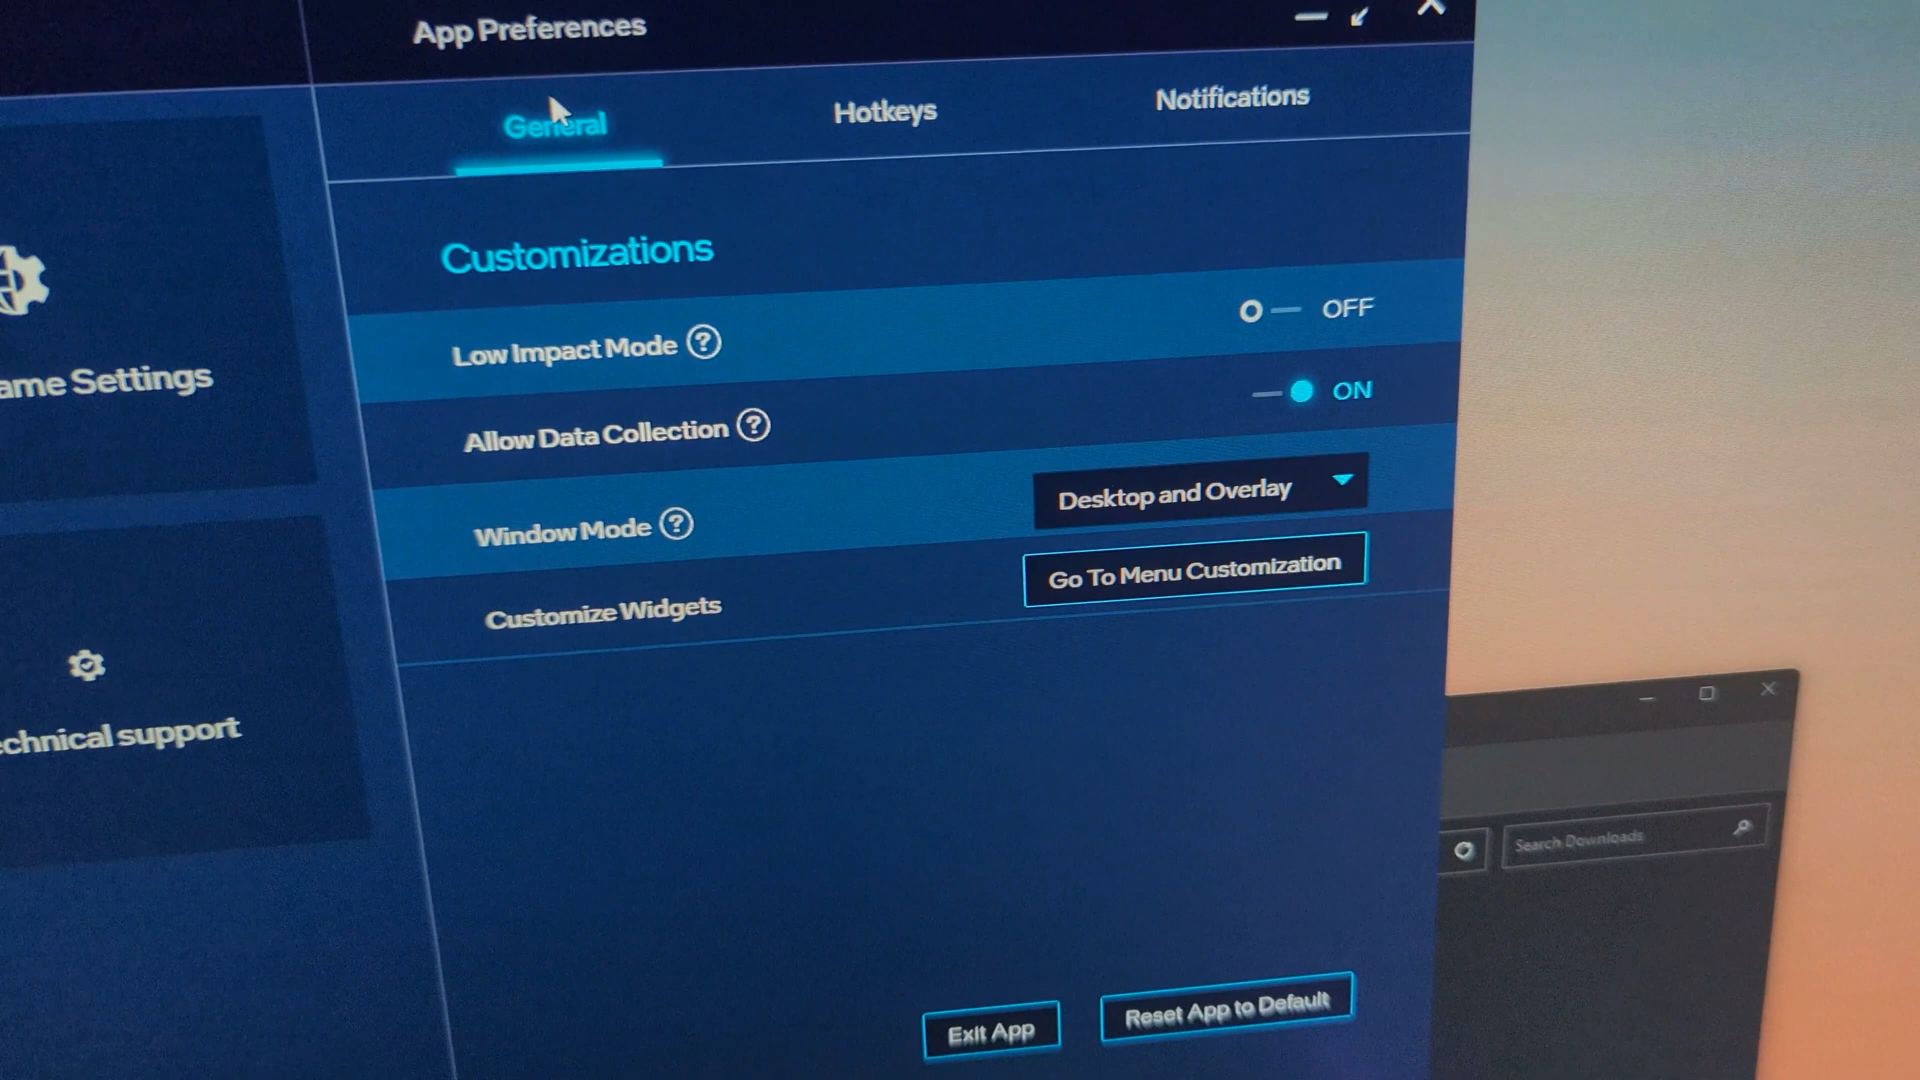 App Preferences
General
Hotkeys
Notifications
Customizations
Low Impact Mode ?
OFF
Allow Data Collection ?
ON
Window Mode ?
Desktop and Overlay
Customize Widgets
Go To Menu Customization
ame Settings
echnical support
Search Downloads
Exit App
Reset App to Default